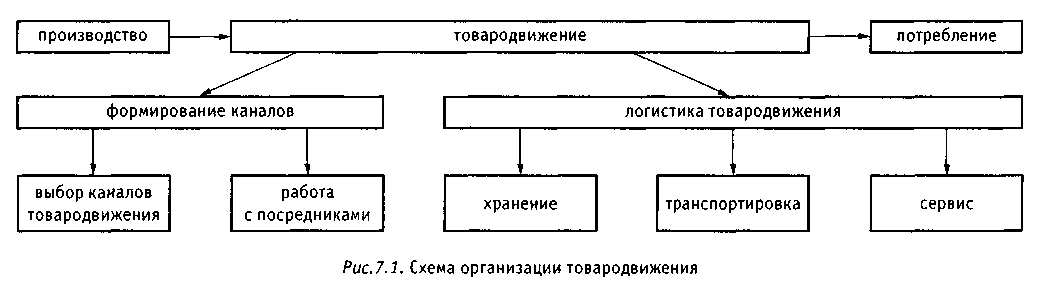 производство
товародвижение
потребление
формирование каналов
логистика товародвижения
выбор каналов
товародвижения
работа
с посредниками
хранение
транспортировка
сервис
Рис.7.1. Схема организации товародвижения